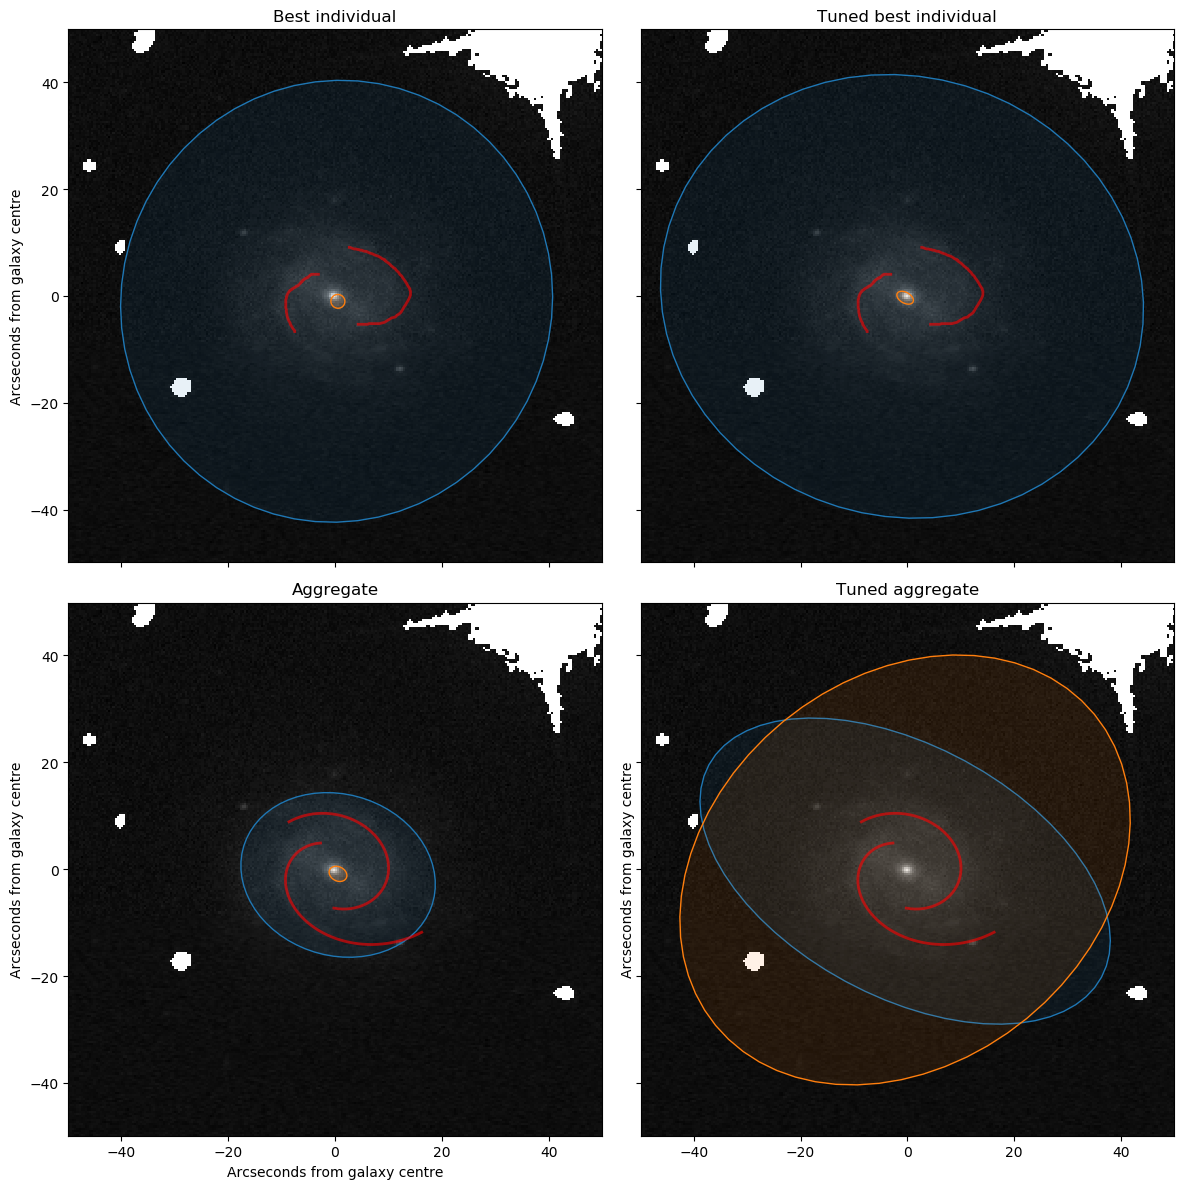 Best individual
Tuned best individual
Arcseconds from galaxy centre
40
20
0
−20
−40
Aggregate
Tuned aggregate
Arcseconds from galaxy centre
40
20
0
−20
−40
Arcseconds from galaxy centre
−40 −20 0 20 40
−40 −20 0 20 40
Arcseconds from galaxy centre